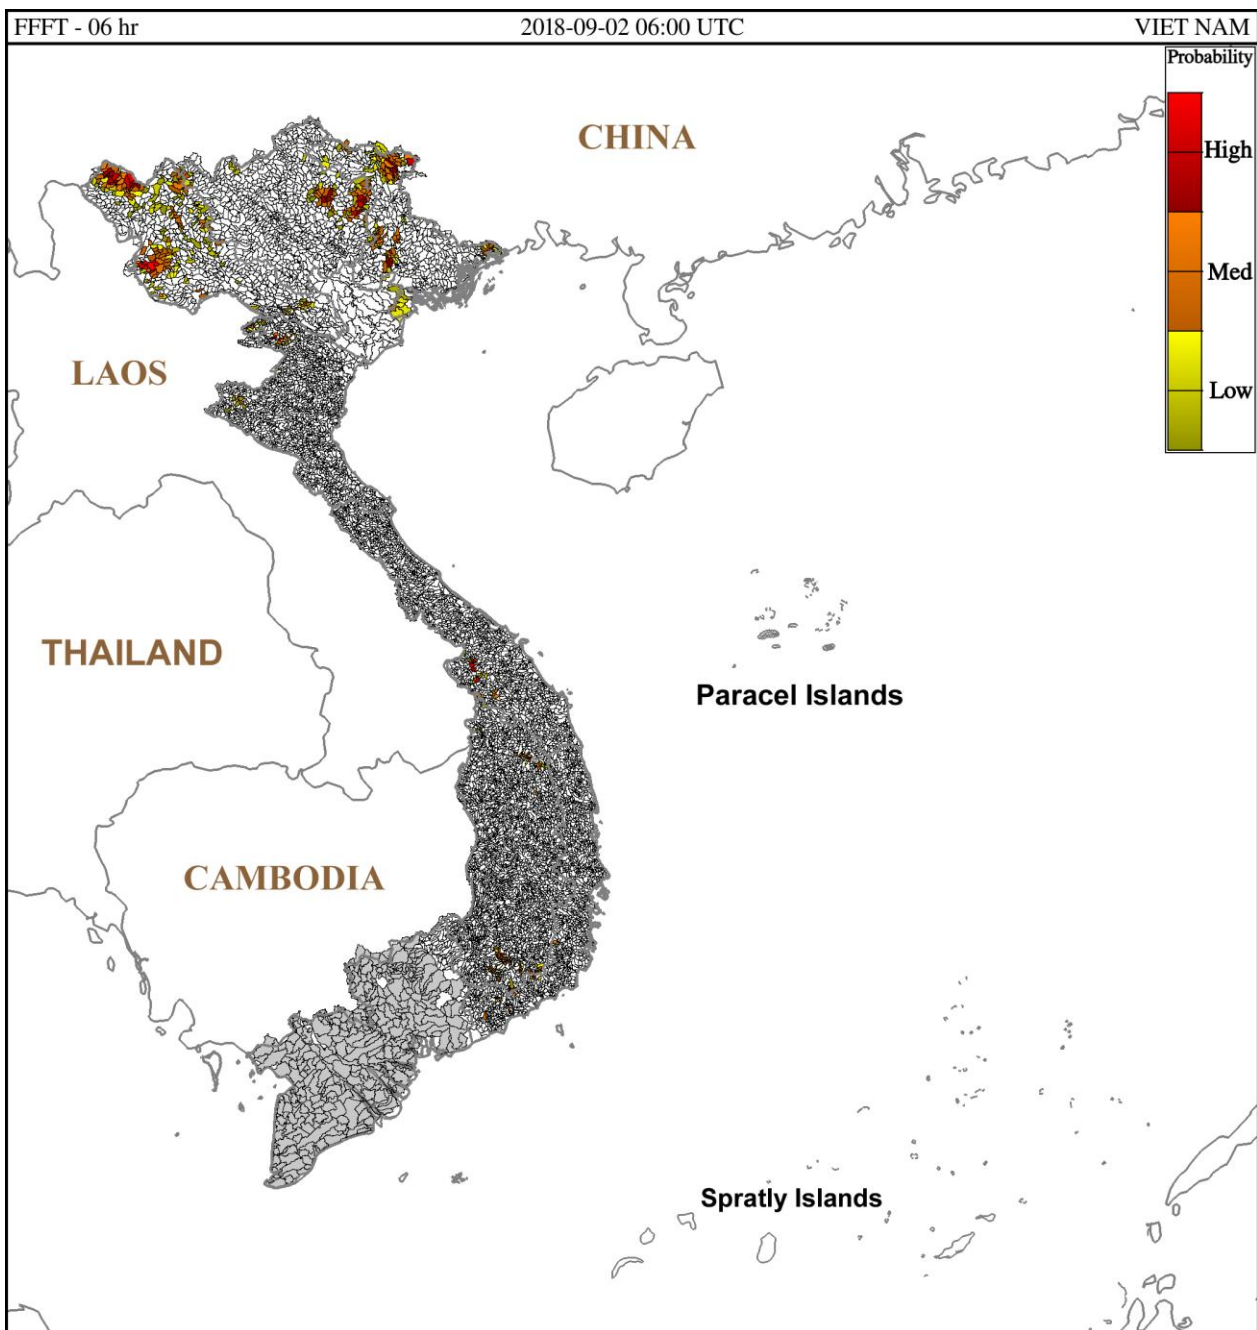 FFFT - 06 hr 2018-09-02 06:00 UTC VIET NAM
Probability
CHINA
High
Med
LAOS
Low
THAILAND
Paracel Islands
CAMBODIA
Spratly Islands